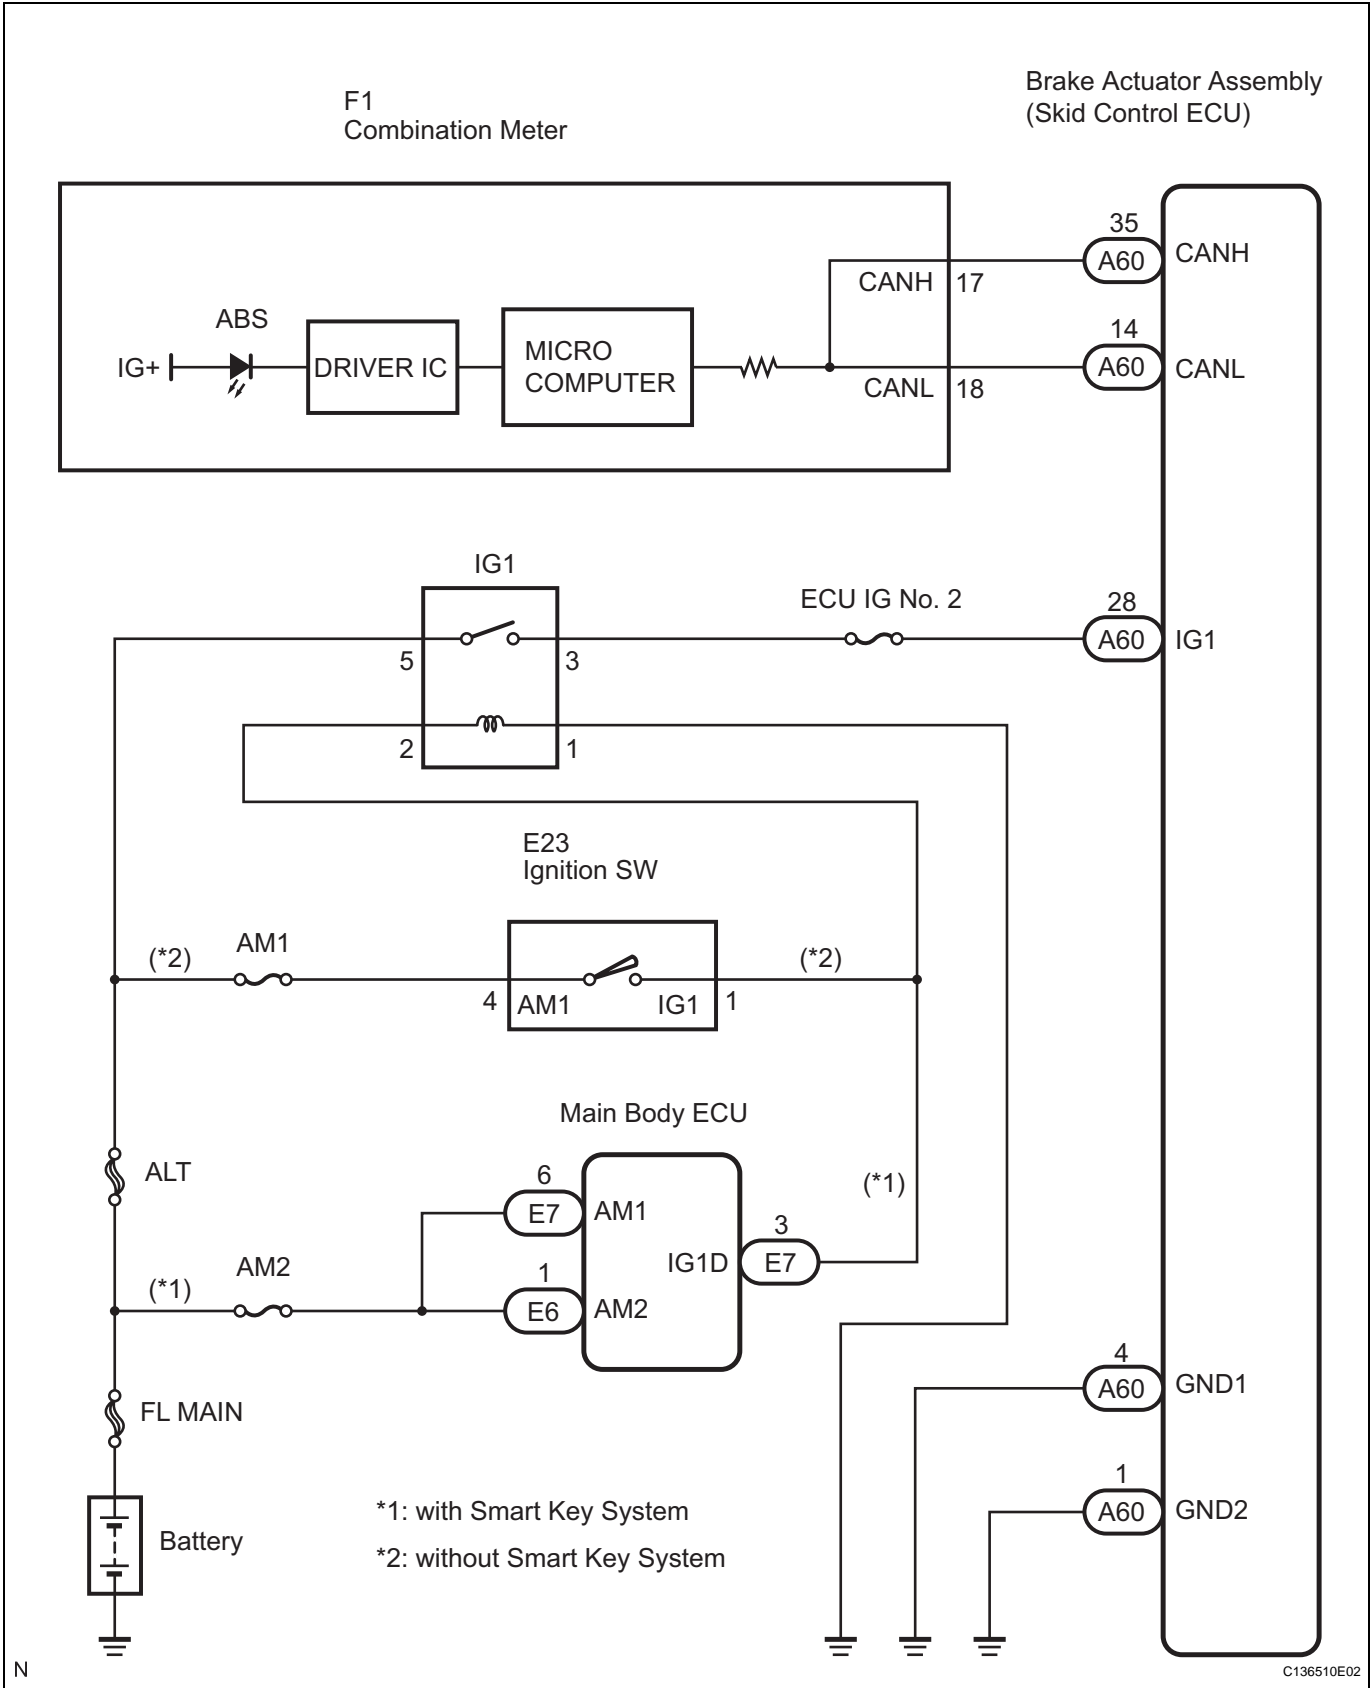 Brake Actuator Assembly
(Skid Control ECU)
F1
Combination Meter
35
A60
CANH
CANH
17
ABS
14
IG+
DRIVER IC
MICRO
COMPUTER
A60
CANL
CANL
18
IG1
ECU IG No. 2
28
A60
IG1
5
3
2
1
E23
Ignition SW
(*2)
AM1
(*2)
4
AM1
IG1
1
Main Body ECU
ALT
6
E7
AM1
(*1)
3
IG1D
E7
(*1)
AM2
1
E6
AM2
4
A60
GND1
FL MAIN
1
A60
GND2
*1: with Smart Key System
Battery
*2: without Smart Key System
N
C136510E02